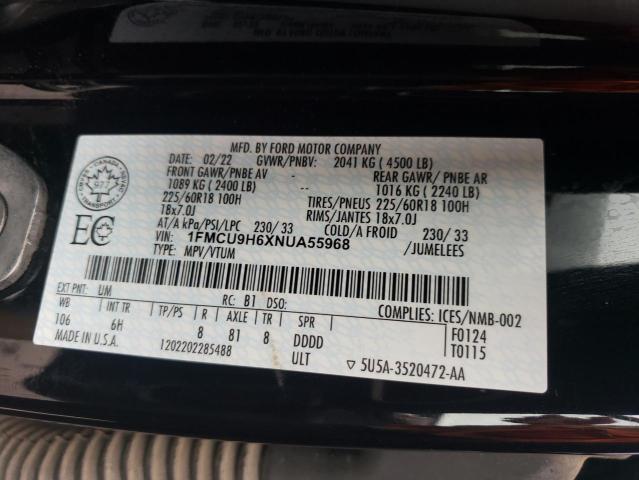 MFD. BY FORD MOTOR COMPANY
DATE: 02/22 GVWR/PNBV: 2041 KG ( 4500 LB)
FRONT GAWR/PNBE AV -- REAR GAWR/ PNBE AR
1089 KG ( 2400 LB) -- 1016 KG ( 2240 LB)
225/60R18 100H TIRES/PNEUS 225/60R18 100H
18x7.0J RIMS/JANTES 18x7.0J
AT/A kPa/PSI/LPC 230/ 33 COLD/A FROID 230/ 33
VIN: 1FMCU9H6XNUA55968 /JUMELEES
TYPE: MPV/VTUM
CANADA
977
TRANSPORT
EC
EXT PNT: UM RC: B1 DSO: COMPLIES: ICES/NMB-002
WB INT TR TP/PS R AXLE TR SPR F0124
106 6H 8 81 8 DDDD T0115
MADE IN U.S.A. 1202202285488 ULT 5U5A-3520472-AA